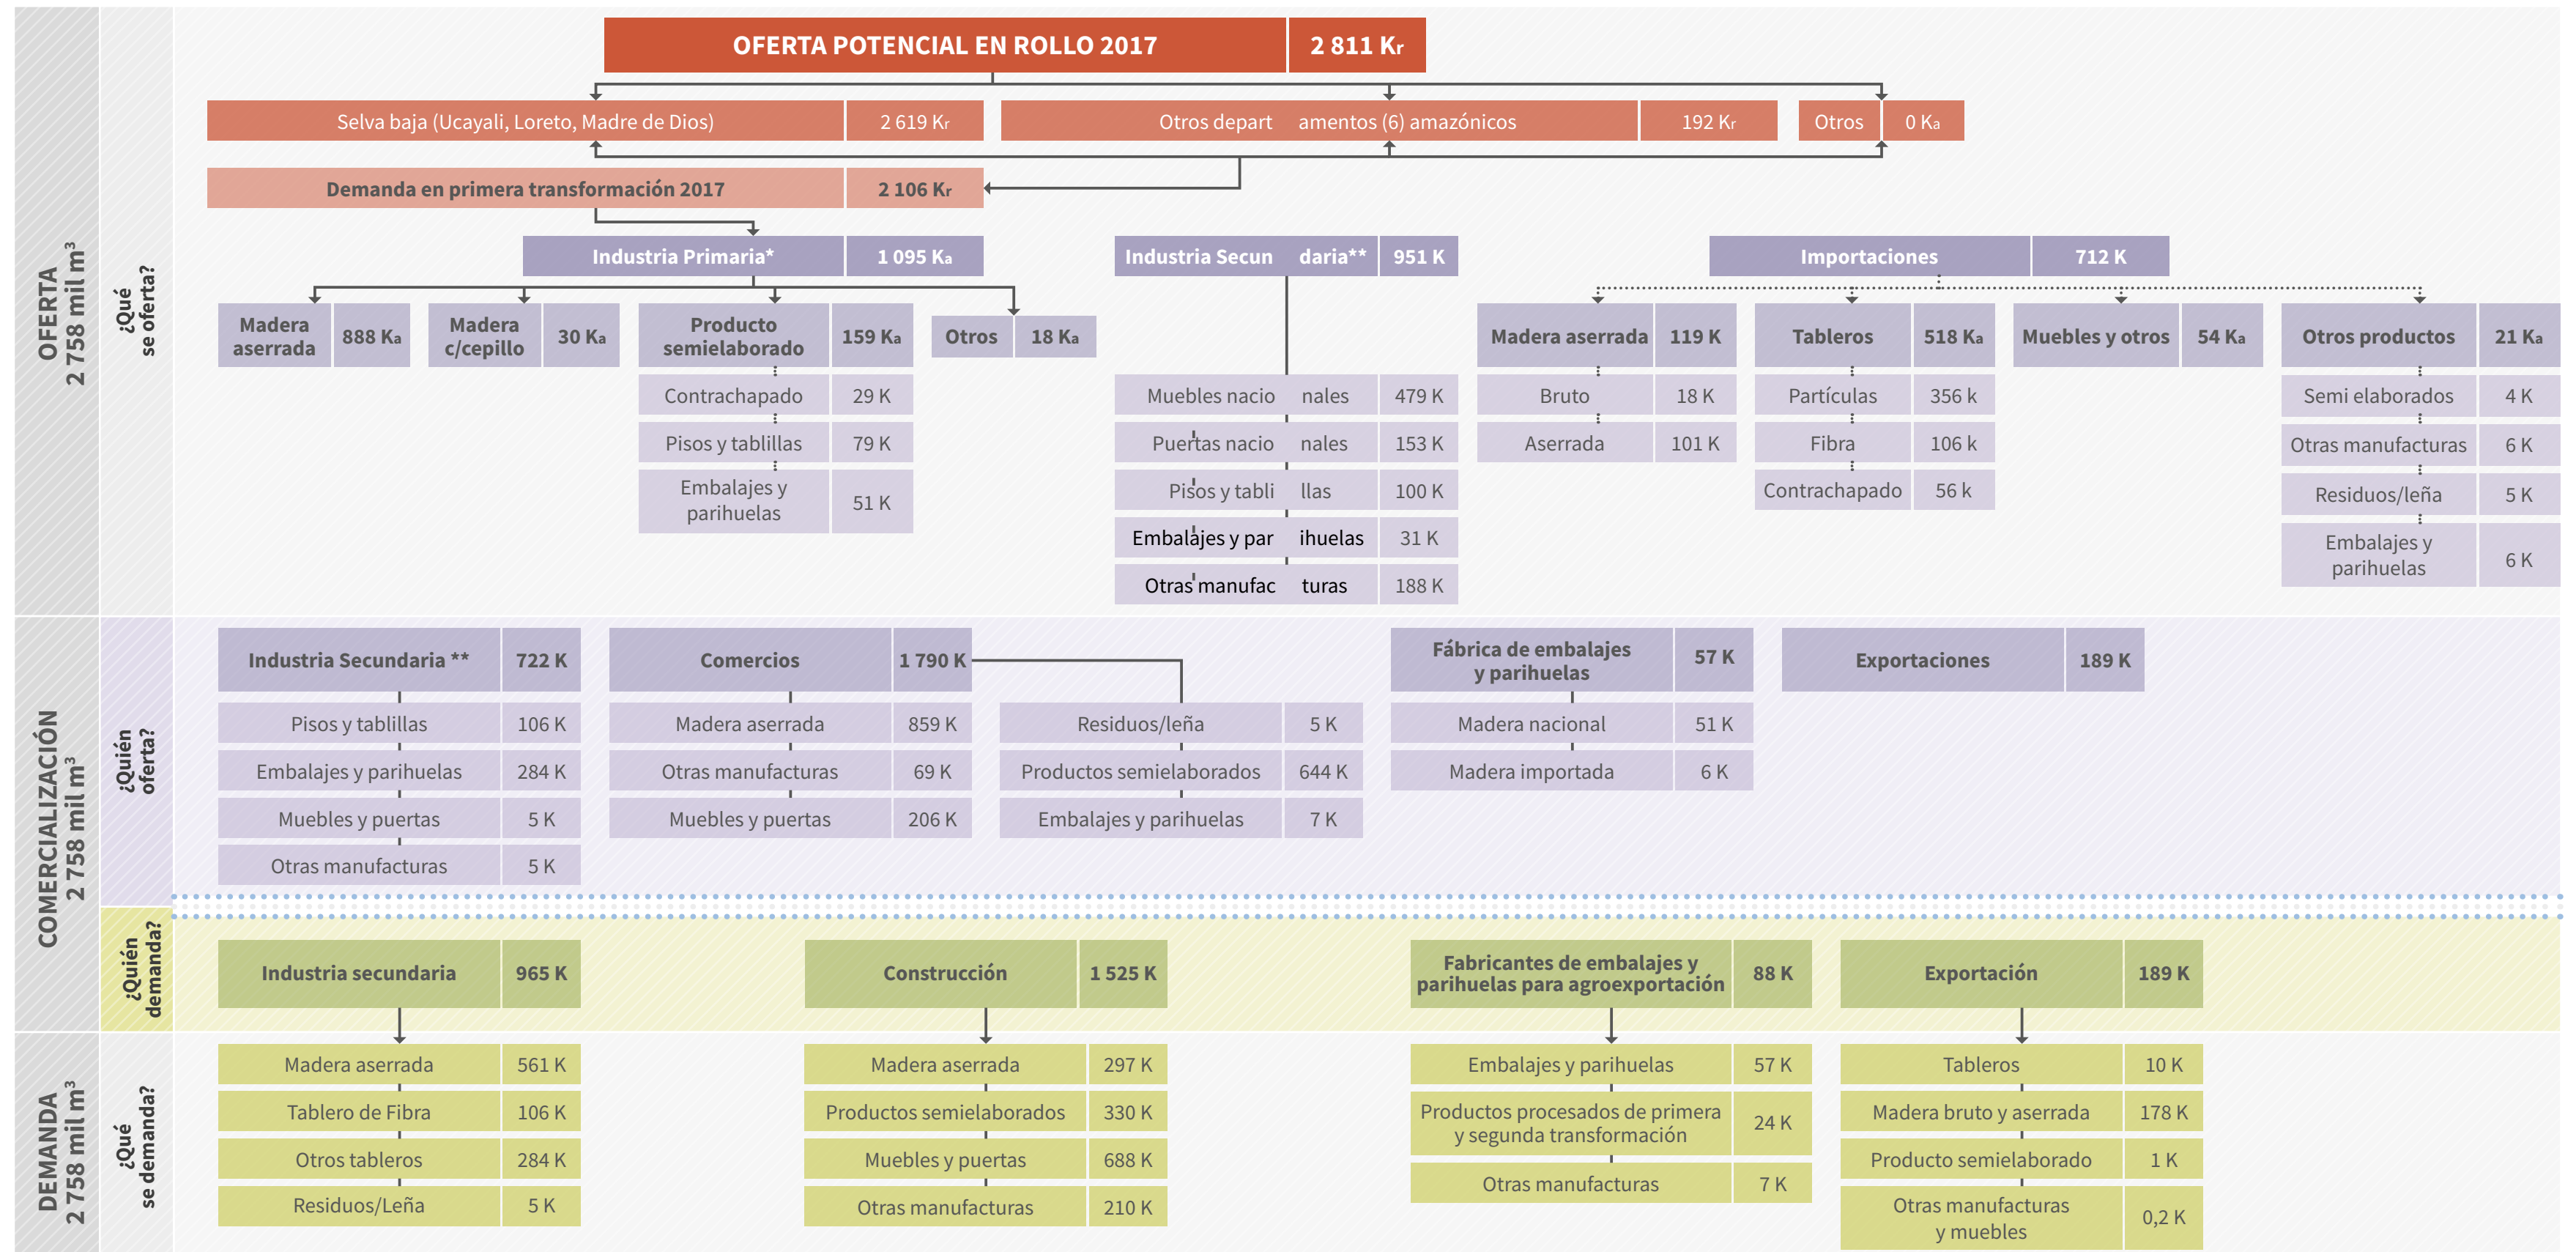 OFERTA
2 758 mil m³
¿Qué
se oferta?
OFERTA POTENCIAL EN ROLLO 2017 2 811 Kr
Selva baja (Ucayali, Loreto, Madre de Dios) 2 619 Kr
Otros depart amentos (6) amazónicos 192 Kr
Otros 0 Ka
Demanda en primera transformación 2017 2 106 Kr
Industria Primaria* 1 095 Ka
Madera
aserrada
888 Ka
Madera
c/cepillo
30 Ka
Producto
semielaborado
159 Ka
Contrachapado 29 K
Pisos y tablillas 79 K
Embalajes y
parihuelas
51 K
Otros 18 Ka
Industria Secun daria** 951 K
Muebles nacio nales 479 K
Puertas nacio nales 153 K
Pisos y tabli llas 100 K
Embalajes y par ihuelas 31 K
Otras manufac turas 188 K
Importaciones 712 K
Madera aserrada 119 K
Bruto 18 K
Aserrada 101 K
Tableros 518 Ka
Partículas 356 k
Fibra 106 k
Contrachapado 56 k
Muebles y otros 54 Ka
Otros productos 21 Ka
Semi elaborados 4 K
Otras manufacturas 6 K
Residuos/leña 5 K
Embalajes y
parihuelas
6 K
COMERCIALIZACIÓN
2 758 mil m³
¿Quién
oferta?
Industria Secundaria ** 722 K
Pisos y tablillas 106 K
Embalajes y parihuelas 284 K
Muebles y puertas 5 K
Otras manufacturas 5 K
Comercios 1 790 K
Madera aserrada 859 K
Otras manufacturas 69 K
Muebles y puertas 206 K
Residuos/leña 5 K
Productos semielaborados 644 K
Embalajes y parihuelas 7 K
Fábrica de embalajes
y parihuelas
57 K
Madera nacional 51 K
Madera importada 6 K
Exportaciones 189 K
¿Quién
demanda?
Industria secundaria 965 K
Construcción 1 525 K
Fabricantes de embalajes y
parihuelas para agroexportación
88 K
Exportación 189 K
DEMANDA
2 758 mil m³
¿Qué
se demanda?
Madera aserrada 561 K
Tablero de Fibra 106 K
Otros tableros 284 K
Residuos/Leña 5 K
Madera aserrada 297 K
Productos semielaborados 330 K
Muebles y puertas 688 K
Otras manufacturas 210 K
Embalajes y parihuelas 57 K
Productos procesados de primera
y segunda transformación
24 K
Otras manufacturas 7 K
Tableros 10 K
Madera bruto y aserrada 178 K
Producto semielaborado 1 K
Otras manufacturas
y muebles
0,2 K